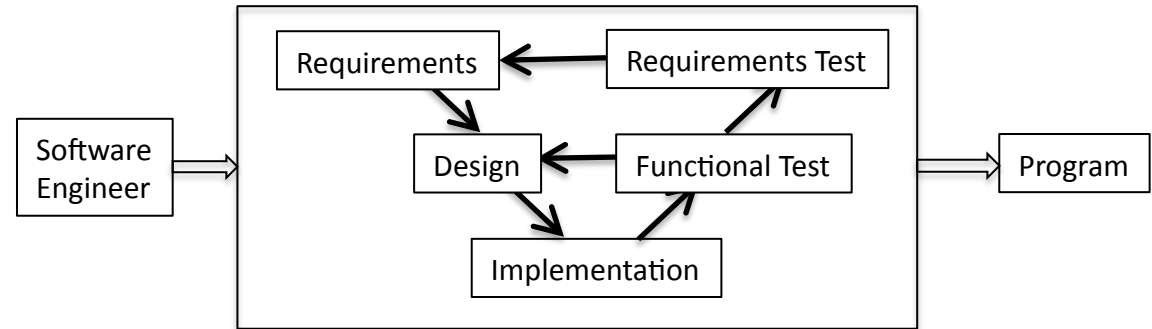 Requirements
Requirements Test
Software
Engineer
Design
Functional Test
Program
Implementation